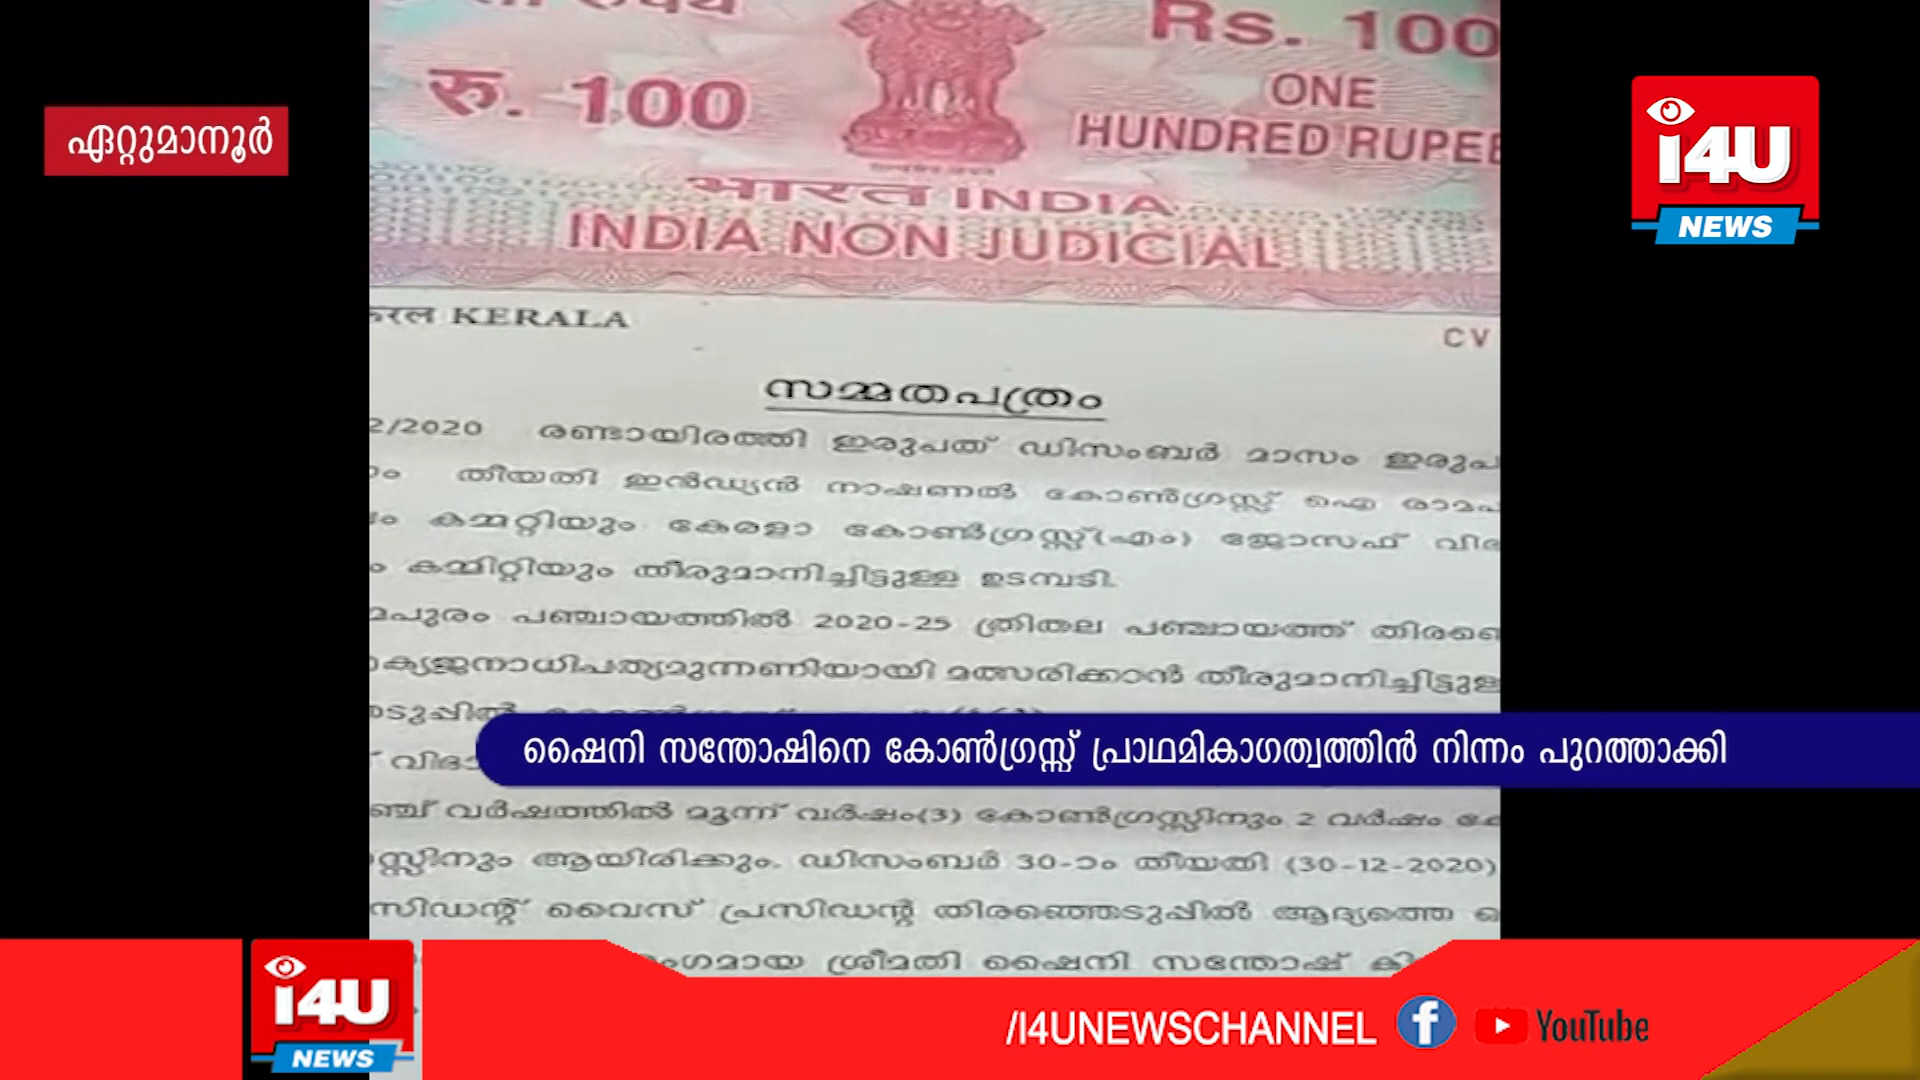 Rs. 100
रु. 100
ONE
HUNDRED RUPEE
भारत INDIA
INDIA NON JUDICIAL
ഏറ്റുമാനൂർ
i4U
NEWS
KERALA
CV
സമ്മതപത്രം
2/2020 രണ്ടായിരത്തി ഇരുപത് ഡിസംബർ മാസം
തീയതി ഇൻഡ്യൻ നാഷണൽ കോൺഗ്രസ്സ് ഐ
കമ്മറ്റിയും കേരളാ കോൺഗ്രസ്സ്(എം) ജോസഫ്
കമ്മിറ്റിയും തീരുമാനിച്ചിട്ടുള്ള ഉടമ്പടി.
പഞ്ചായത്തിൽ 2020-25 ത്രിതല പഞ്ചായത്ത്
മത്സരിക്കാൻ
ഷൈനി സന്തോഷിനെ കോൺഗ്രസ്സ് പ്രാഥമികാഗത്വത്തിൻ നിന്നം പുറത്താക്കി
വർഷത്തിൽ മൂന്ന് വർഷം(3) കോൺഗ്രസ്സിനും 2 വർഷം
ആയിരിക്കും. ഡിസംബർ 30-ാം തീയതി (30-12-2020)
വൈസ് പ്രസിഡന്റ് തിരഞ്ഞെടുപ്പിൽ ആദ്യത്തെ
ശ്രീമതി ഷൈനി സന്തോഷ്
i4U
NEWS
/I4UNEWSCHANNEL f YouTube